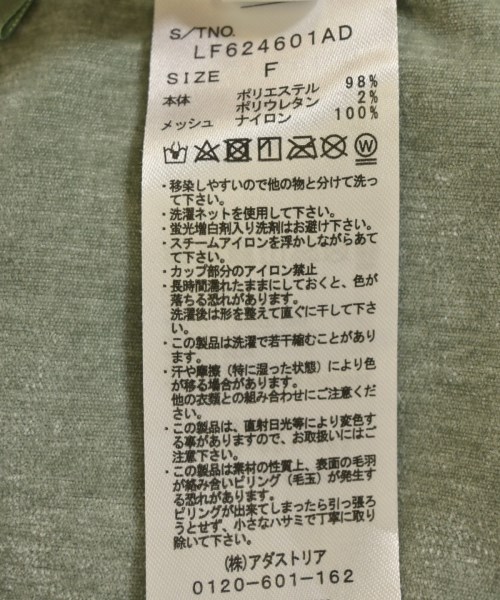 S/TNO.
LF624601AD
SIZE F
本体 ポリエステル 98%
ポリウレタン 2%
メッシュ ナイロン 100%
W
・移染しやすいので他の物と分けて洗っ
て下さい。
・洗濯ネットを使用して下さい。
・蛍光増白剤入り洗剤はお避け下さい。
・スチームアイロンを浮かしながらあて
て下さい。
・カップ部分のアイロン禁止
・長時間濡れたままにしておくと、色が
落ちる恐れがあります。
洗濯後は形を整えて直ぐに干して下さ
い。
・この製品は洗濯で若干縮むことがあり
ます。
・汗や摩擦（特に湿った状態）により色
が移る場合があります。
他の衣類との組み合わせにご注意くださ
い。
・この製品は、直射日光等により変色す
る事がありますので、お取扱いにはご
注意下さい。
・この製品は素材の性質上、表面の毛羽
が絡み合いピリング（毛玉）が発生す
る恐れがあります。
ピリングが出来てしまったら引っ張ろ
うとせず、小さなハサミで丁寧に取り
除いて下さい。
(株)アダストリア
0120-601-162